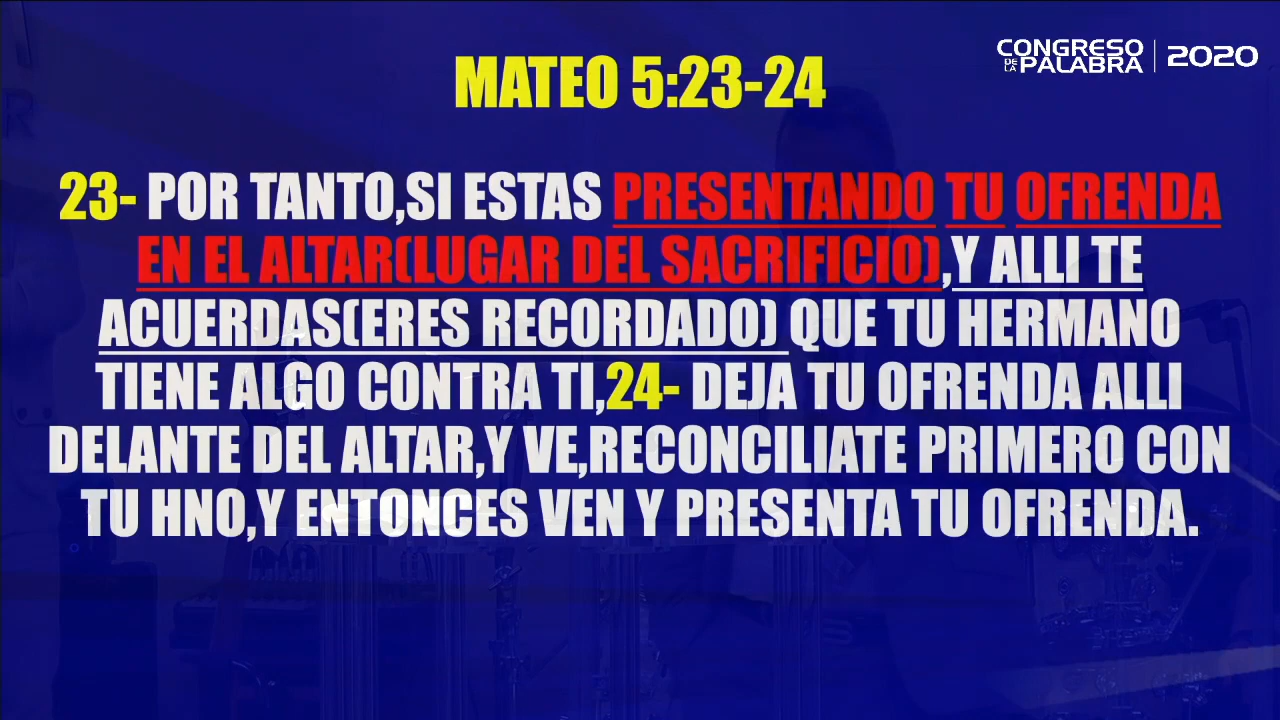 CONGRESO
DE LA PALABRA | 2020
MATEO 5:23-24
23- POR TANTO,SI ESTAS PRESENTANDO TU OFRENDA
EN EL ALTAR(LUGAR DEL SACRIFICIO),Y ALLI TE
ACUERDAS(ERES RECORDADO) QUE TU HERMANO
TIENE ALGO CONTRA TI,24- DEJA TU OFRENDA ALLI
DELANTE DEL ALTAR,Y VE,RECONCILIATE PRIMERO CON
TU HNO,Y ENTONCES VEN Y PRESENTA TU OFRENDA.